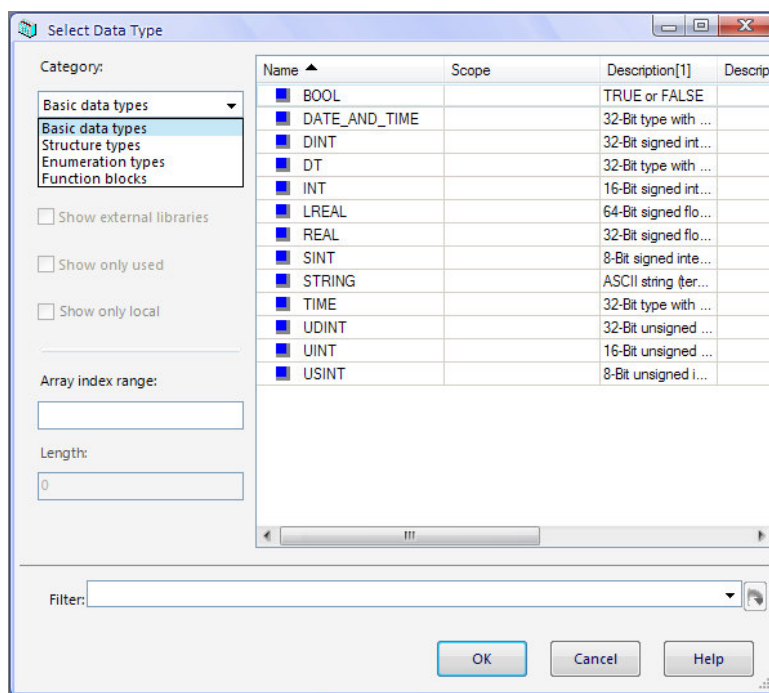 Select Data Type
Category:
Basic data types
Basic data types
Structure types
Enumeration types
Function blocks
Show external libraries
Show only used
Show only local
Array index range:
Length:
0
Name Scope Description[1] Descrip
BOOL TRUE or FALSE
DATE_AND_TIME 32-Bit type with ...
DINT 32-Bit signed int...
DT 32-Bit type with ...
INT 16-Bit signed int...
LREAL 64-Bit signed flo...
REAL 32-Bit signed flo...
SINT 8-Bit signed inte...
STRING ASCII string (ter...
TIME 32-Bit type with ...
UDINT 32-Bit unsigned ...
UINT 16-Bit unsigned ...
USINT 8-Bit unsigned i...
Filter:
OK Cancel Help